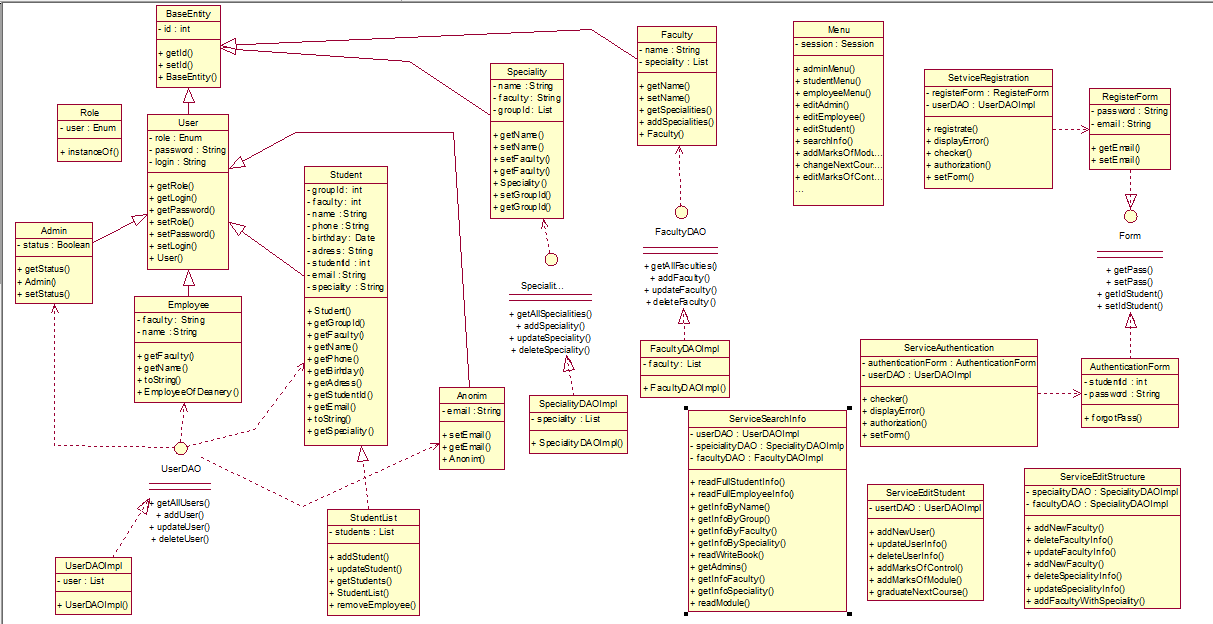 BaseEntity
- id : int
+ getId()
+ setId()
+ BaseEntity()
Role
- user : Enum
+ instanceOf()
User
- role : Enum
- password : String
- login : String
+ getRole()
+ getLogin()
+ getPassword()
+ setRole()
+ setPassword()
+ setLogin()
+ User()
Admin
- status : Boolean
+ getStatus()
+ Admin()
+ setStatus()
Employee
- faculty : String
- name : String
+ getFaculty()
+ getName()
+ toString()
+ EmployeeOfDeanery()
UserDAO
+ getAllUsers()
+ addUser()
+ updateUser()
+ deleteUser()
UserDAOImpl
- user : List
+ UserDAOImpl()
Student
- groupId : int
- faculty : int
- name : String
- phone : String
- birthday : Date
- adress : String
- studentId : int
- email : String
- speciality : String
+ Student()
+ getGroupId()
+ getFaculty()
+ getName()
+ getPhone()
+ getBirhday()
+ gerAdress()
+ getStudentId()
+ getEmail()
+ toString()
+ getSpeciality()
StudentList
- students : List
+ addStudent()
+ updateStudent()
+ getStudents()
+ StudentList()
+ removeEmployee()
Anonim
- email : String
+ setEmail()
+ getEmail()
+ Anonim()
Speciality
- name : String
- faculty : String
- groupId : List
+ getName()
+ setName()
+ setFaculty()
+ getFaculty()
+ Speciality()
+ setGroupId()
+ getGroupId()
Specialit...
+ getAllSpecialities()
+ addSpeciality()
+ updateSpeciality()
+ deleteSpeciality()
SpecialityDAOImpl
- speciality : List
+ SpecialityDAOImpl()
Faculty
- name : String
- speciality : List
+ getName()
+ setName()
+ getSpecialities()
+ addSpecialities()
+ Faculty()
FacultyDAO
+ getAllFaculties()
+ addFaculty()
+ updateFaculty()
+ deleteFaculty()
FacultyDAOImpl
- faculty : List
+ FacultyDAOImpl()
Menu
- session : Session
+ adminMenu()
+ studentMenu()
+ employeeMenu()
+ editAdmin()
+ editEmployee()
+ editStudent()
+ searchInfo()
+ addMarksOfModu...
+ changeNextCour...
+ editMarksOfCont...
...
SetviceRegistration
- registerForm : RegisterForm
- userDAO : UserDAOImpl
+ registrate()
+ displayError()
+ checker()
+ authorization()
+ setForm()
RegisterForm
- password : String
- email : String
+ getEmail()
+ setEmail()
Form
+ getPass()
+ setPass()
+ getIdStudent()
+ setIdStudent()
ServiceAuthentication
- authenticationForm : AuthenticationForm
- userDAO : UserDAOImpl
+ checker()
+ displayError()
+ authorization()
+ setForm()
AuthenticationForm
- studentId : int
- password : String
+ forgotPass()
ServiceSearchInfo
- userDAO : UserDAOImpl
- speicialityDAO : SpecialityDAOImlp
- facultyDAO : FacultyDAOImpl
+ readFullStudentInfo()
+ readFullEmployeeInfo()
+ getInfoByName()
+ getInfoByGroup()
+ getInfoByFaculty()
+ getInfoBySpeciality()
+ readWriteBook()
+ getAdmins()
+ getInfoFaculty()
+ getInfoSpeciality()
+ readModule()
ServiceEditStudent
- usertDAO : UserDAOImpl
+ addNewUser()
+ updateUserInfo()
+ deleteUserInfo()
+ addMarksOfControl()
+ addMarksOfModule()
+ graduateNextCourse()
ServiceEditStructure
- specialityDAO : SpecialityDAOImpl
- facultyDAO : SpecialityDAOImpl
+ addNewFaculty()
+ deleteFacultyInfo()
+ updateFacultyInfo()
+ addNewFaculty()
+ deleteSpecialityInfo()
+ updateSpecialityInfo()
+ addFacultyWithSpeciality()